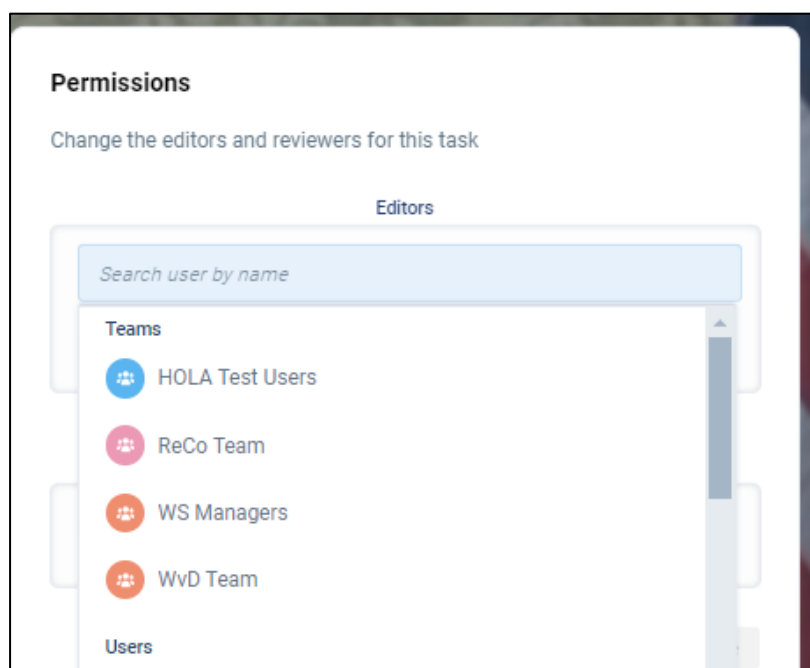 Permissions
Change the editors and reviewers for this task
Editors
Search user by name
Teams
HOLA Test Users
ReCo Team
WS Managers
WvD Team
Users